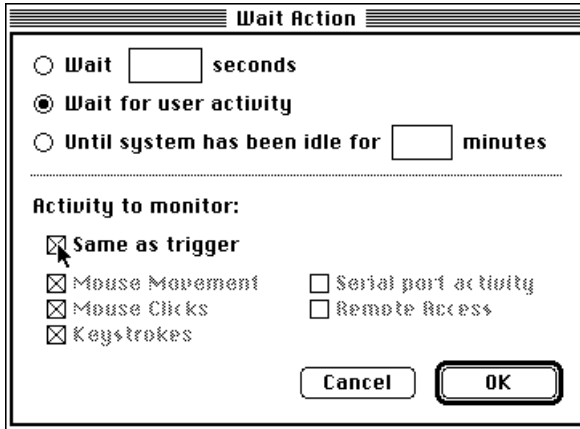 Wait Action
Wait seconds
Wait for user activity
Until system has been idle for minutes
Activity to monitor:
Same as trigger
Mouse Movement Serial port activity
Mouse Clicks Remote Access
Keystrokes
Cancel OK